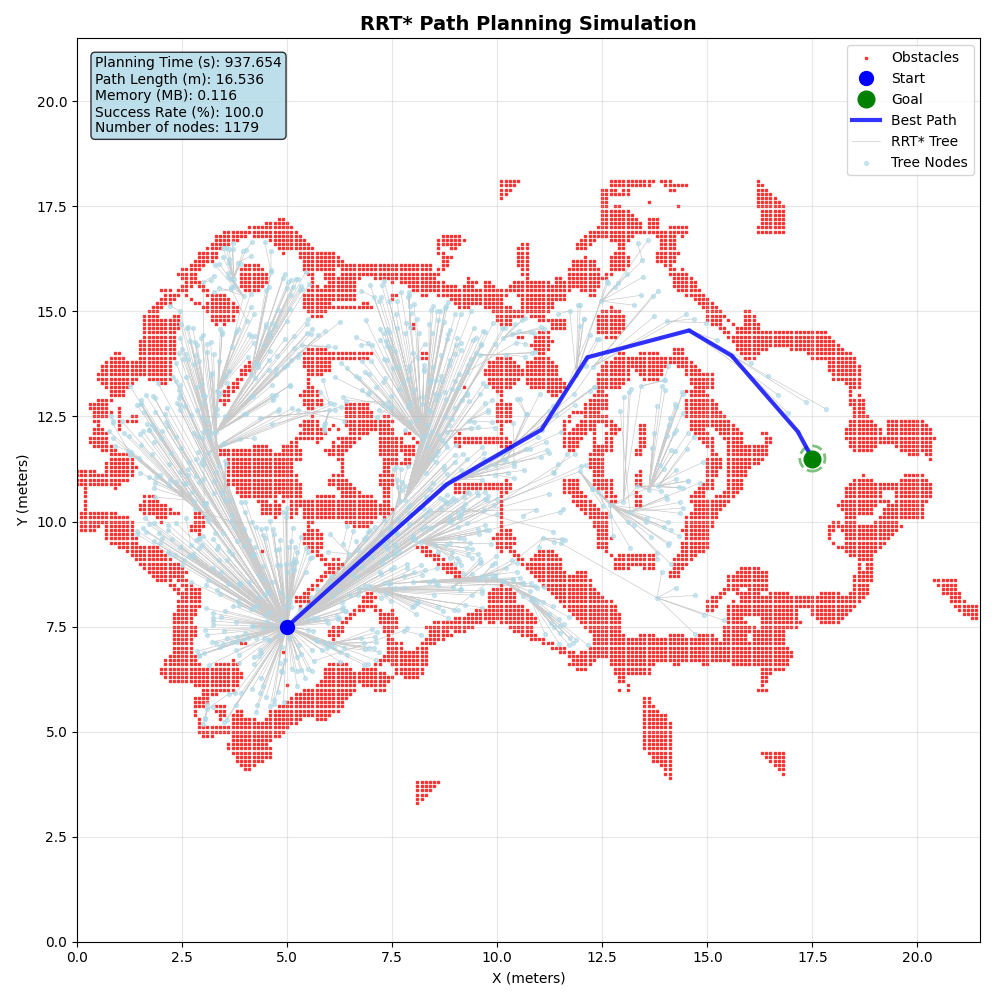 RRT* Path Planning Simulation
Planning Time (s): 937.654
Path Length (m): 16.536
Memory (MB): 0.116
Success Rate (%): 100.0
Number of nodes: 1179
Obstacles
Start
Goal
Best Path
RRT* Tree
Tree Nodes
Y (meters)
20.0
17.5
15.0
12.5
10.0
7.5
5.0
2.5
0.0
0.0 2.5 5.0 7.5 10.0 12.5 15.0 17.5 20.0
X (meters)